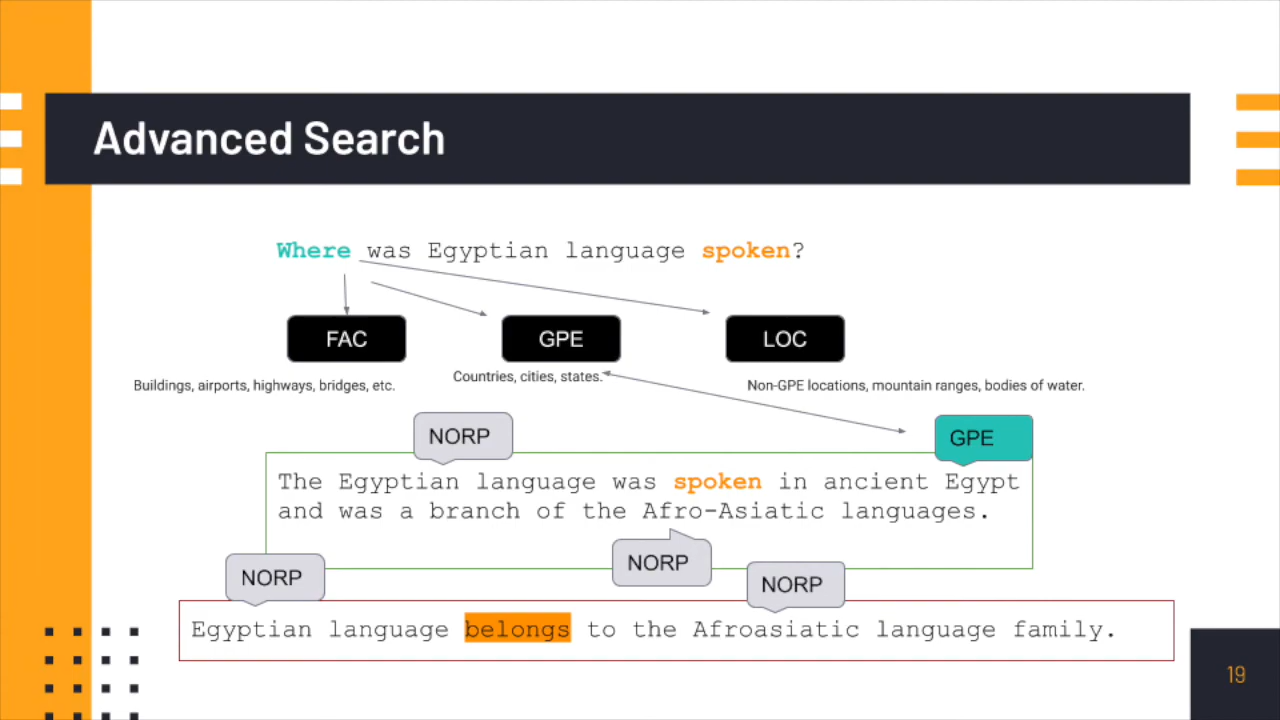 Advanced Search
Where was Egyptian language spoken?
FAC
GPE
LOC
Buildings, airports, highways, bridges, etc.
Countries, cities, states.
Non-GPE locations, mountain ranges, bodies of water.
NORP
GPE
The Egyptian language was spoken in ancient Egypt
and was a branch of the Afro-Asiatic languages.
NORP
NORP
NORP
Egyptian language belongs to the Afroasiatic language family.
19